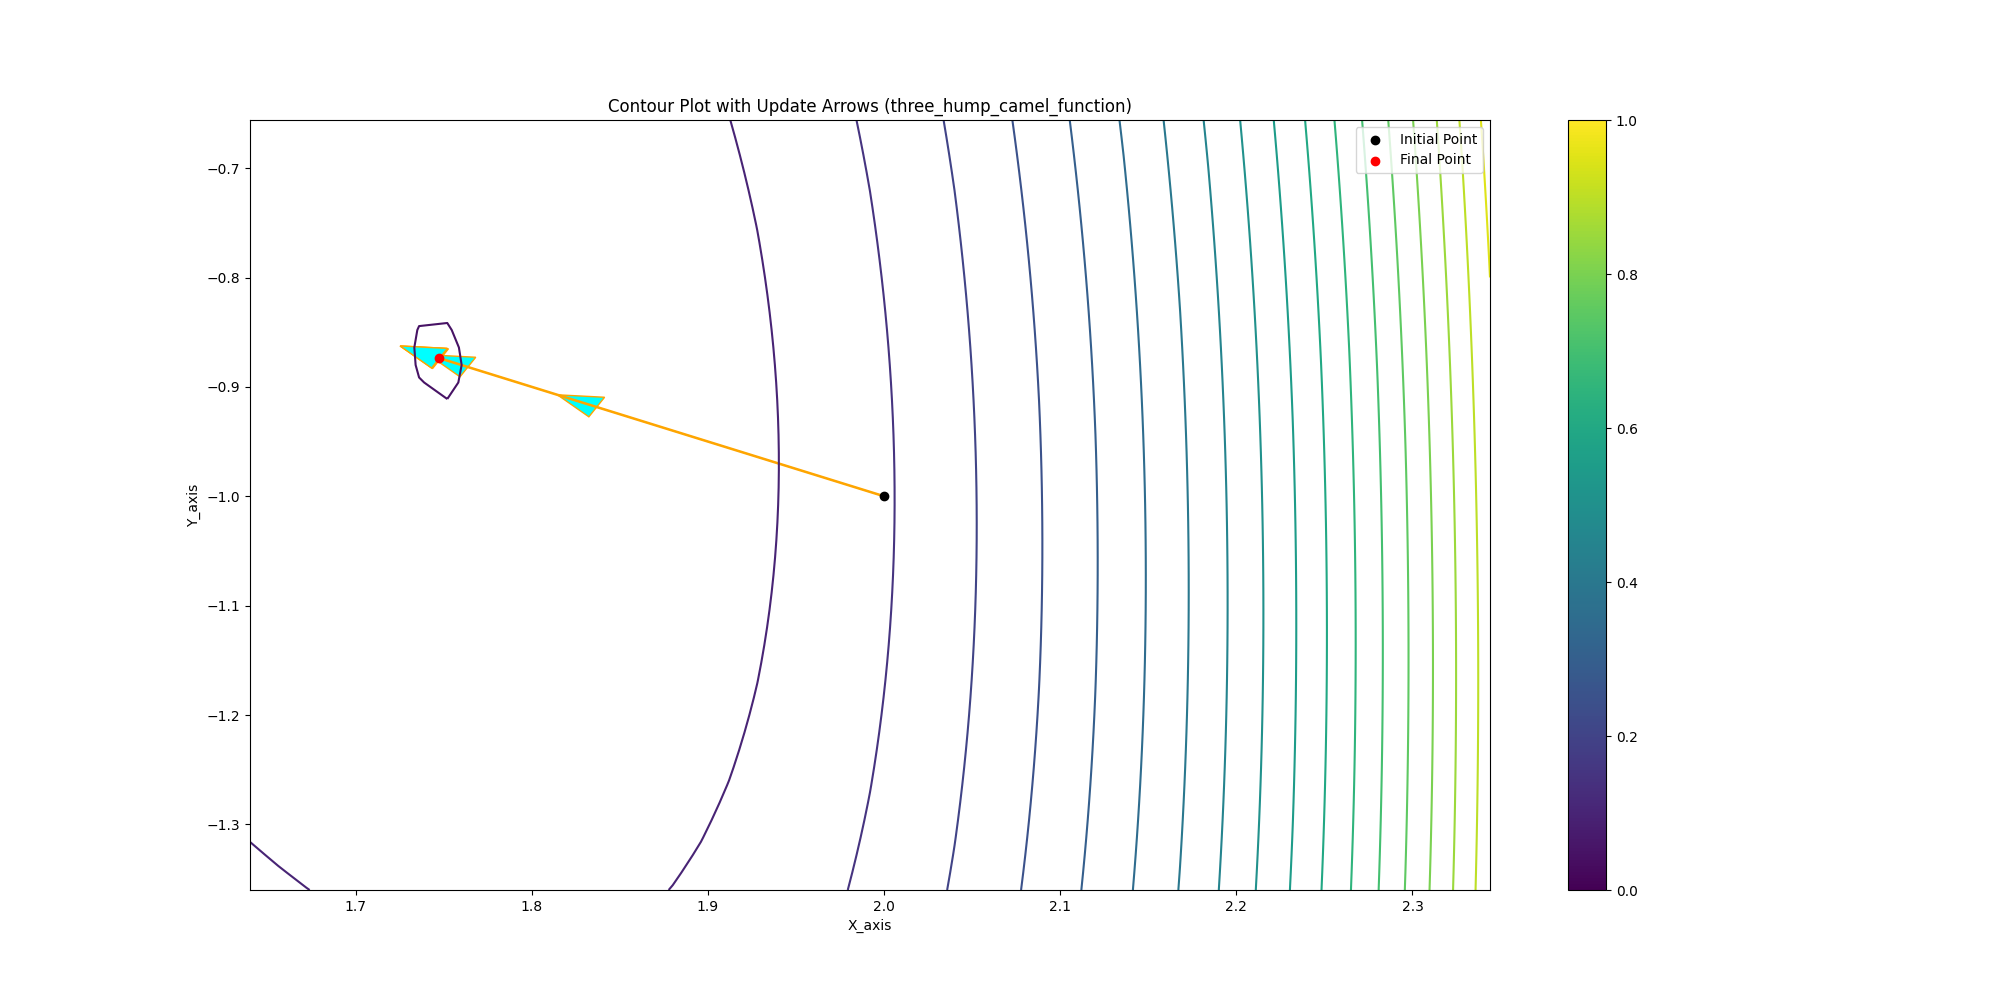 Contour Plot with Update Arrows (three_hump_camel_function)
Initial Point
Final Point
−0.7
−0.8
−0.9
−1.0
−1.1
−1.2
−1.3
Y_axis
1.7 1.8 1.9 2.0 2.1 2.2 2.3
X_axis
1.0
0.8
0.6
0.4
0.2
0.0